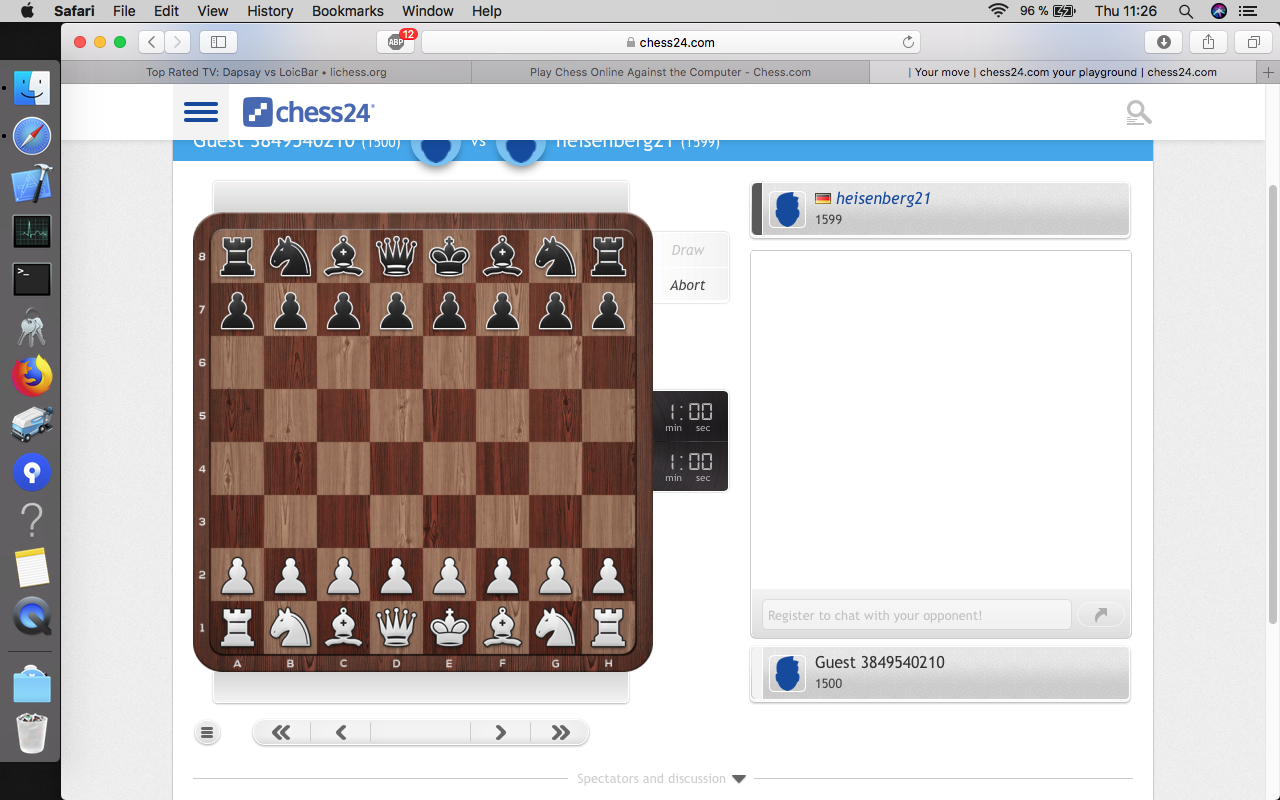 Safari File Edit View History Bookmarks Window Help 96 % Thu 11:26
ABP 12 chess24.com
Top Rated TV: Dapsay vs LoicBar • lichess.org Play Chess Online Against the Computer - Chess.com | Your move | chess24.com your playground | chess24.com
chess24
Guest 3849540210 (1500) vs heisenberg21 (1599)
heisenberg21
1599
Draw
Abort
8
7
6
5
4
3
2
1
A B C D E F G H
1:00
min sec
1:00
min sec
Register to chat with your opponent!
Guest 3849540210
1500
Spectators and discussion
>_